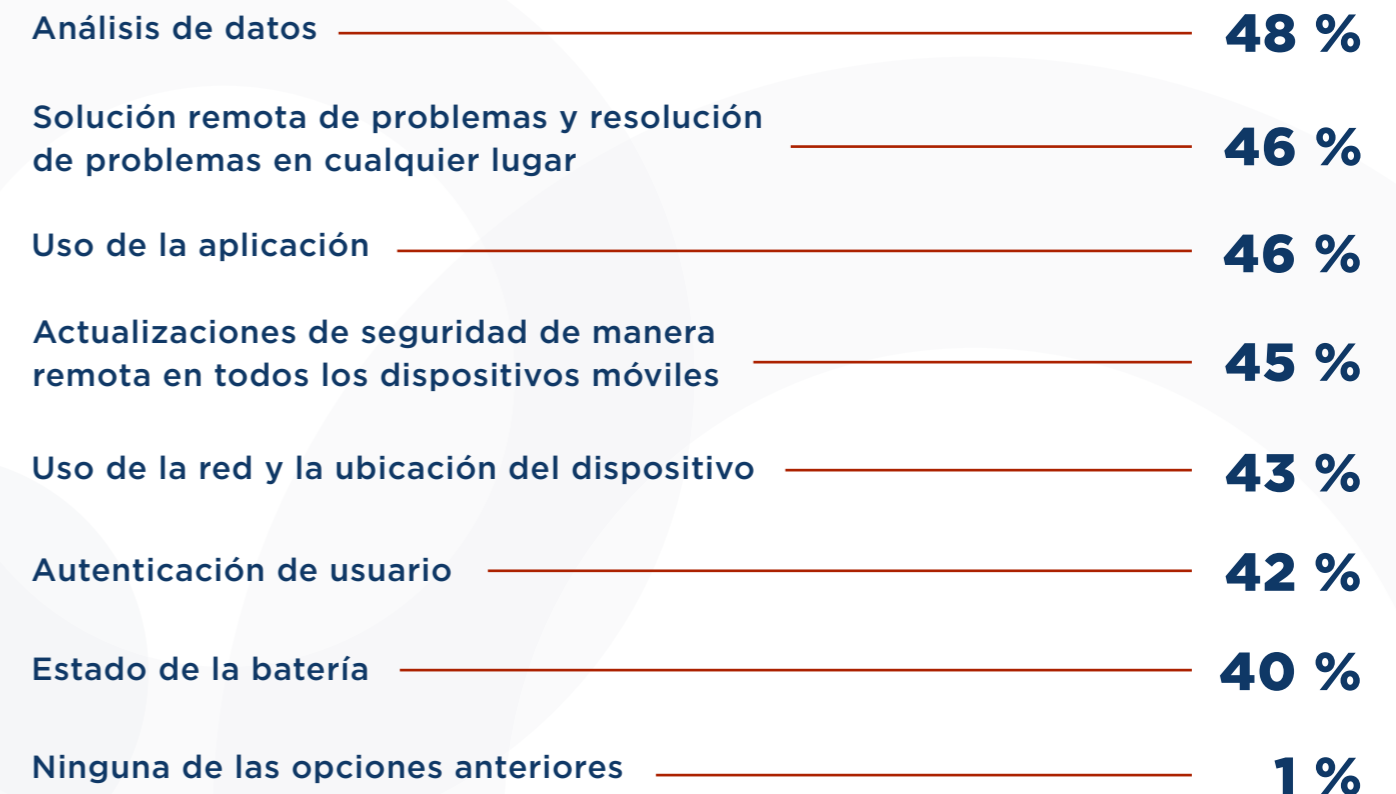 Análisis de datos 48 %
Solución remota de problemas y resolución
de problemas en cualquier lugar 46 %
Uso de la aplicación 46 %
Actualizaciones de seguridad de manera
remota en todos los dispositivos móviles 45 %
Uso de la red y la ubicación del dispositivo 43 %
Autenticación de usuario 42 %
Estado de la batería 40 %
Ninguna de las opciones anteriores 1 %